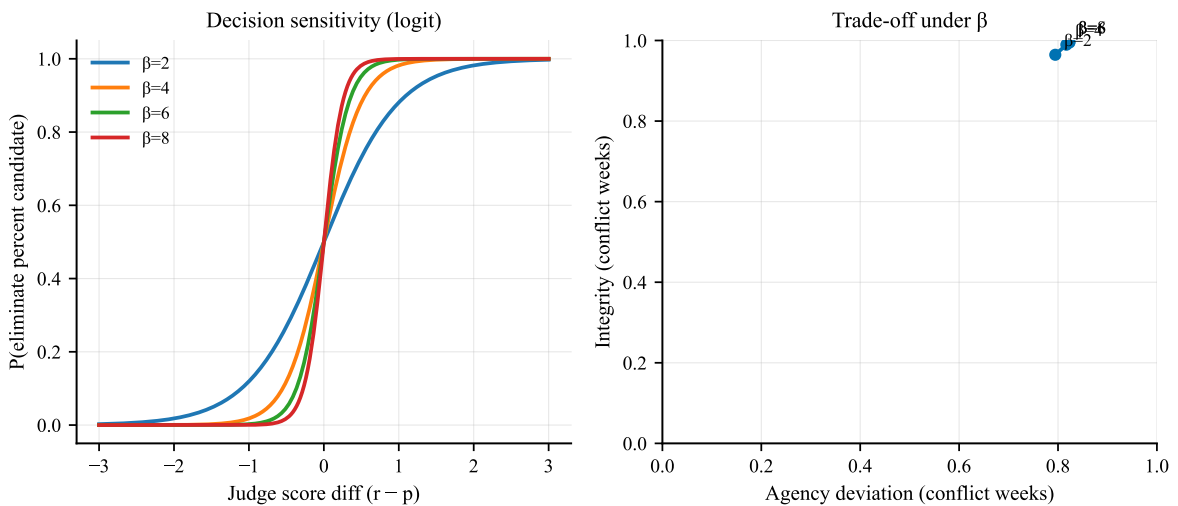 Decision sensitivity (logit)
P(eliminate percent candidate)
1.0
0.8
0.6
0.4
0.2
0.0
β=2
β=4
β=6
β=8
−3
−2
−1
0
1
2
3
Judge score diff (r − p)
Trade-off under β
Integrity (conflict weeks)
1.0
0.8
0.6
0.4
0.2
0.0
β=2
0.0
0.2
0.4
0.6
0.8
1.0
Agency deviation (conflict weeks)